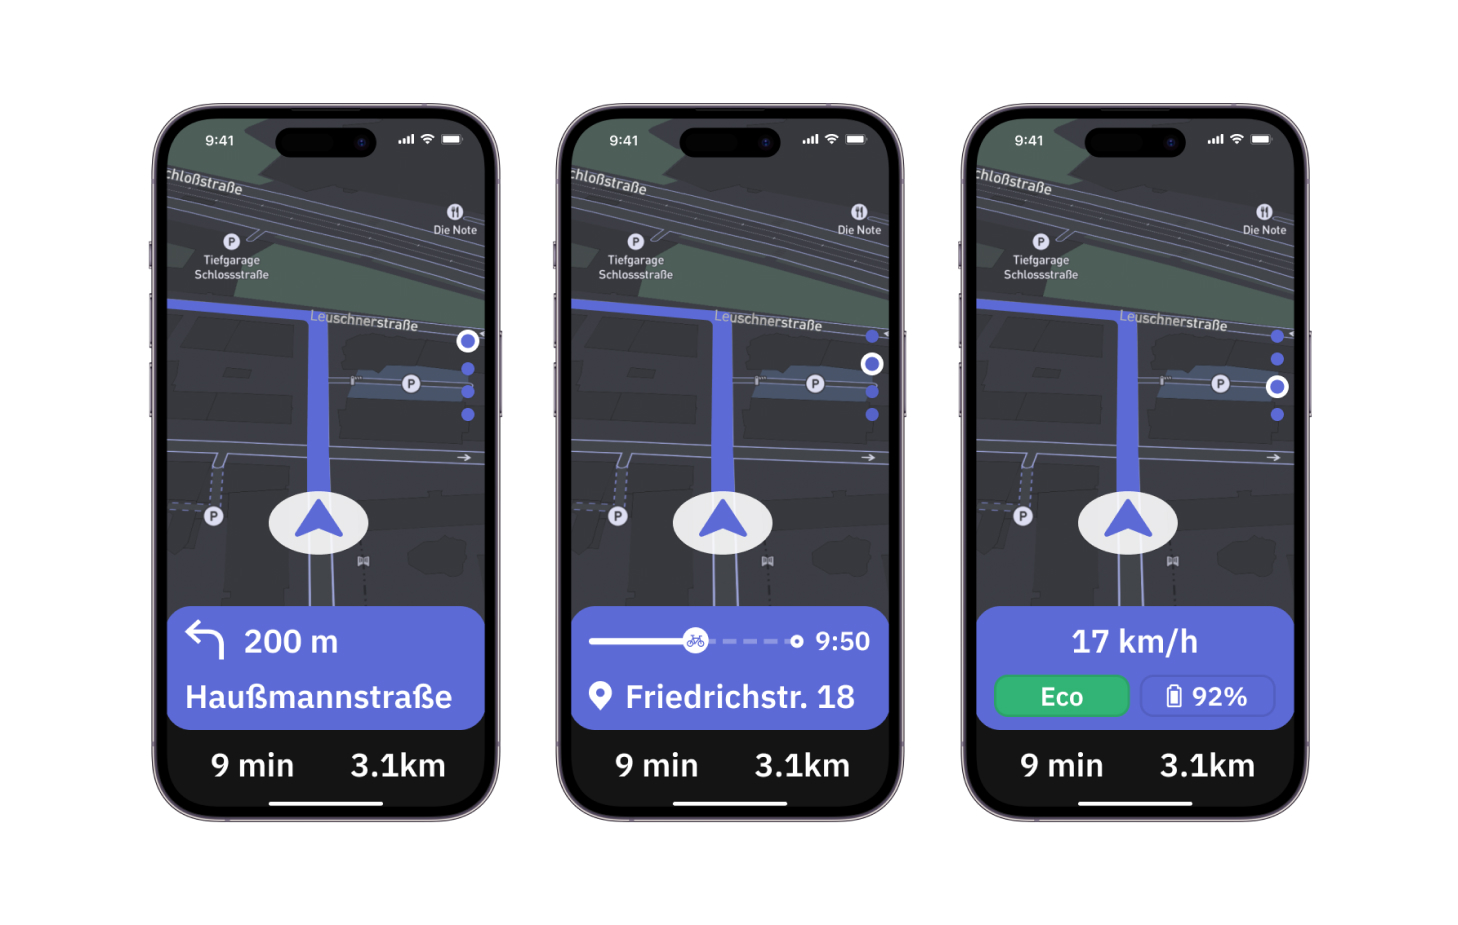 9:41
chloßstraße
Die Note
P
Tiefgarage
Schlossstraße
Leuschnerstraße
P
P
200 m
Haußmannstraße
9 min 3.1km
9:41
chloßstraße
Die Note
P
Tiefgarage
Schlossstraße
Leuschnerstraße
P
P
9:50
Friedrichstr. 18
9 min 3.1km
9:41
chloßstraße
Die Note
P
Tiefgarage
Schlossstraße
Leuschnerstraße
P
P
17 km/h
Eco 92%
9 min 3.1km